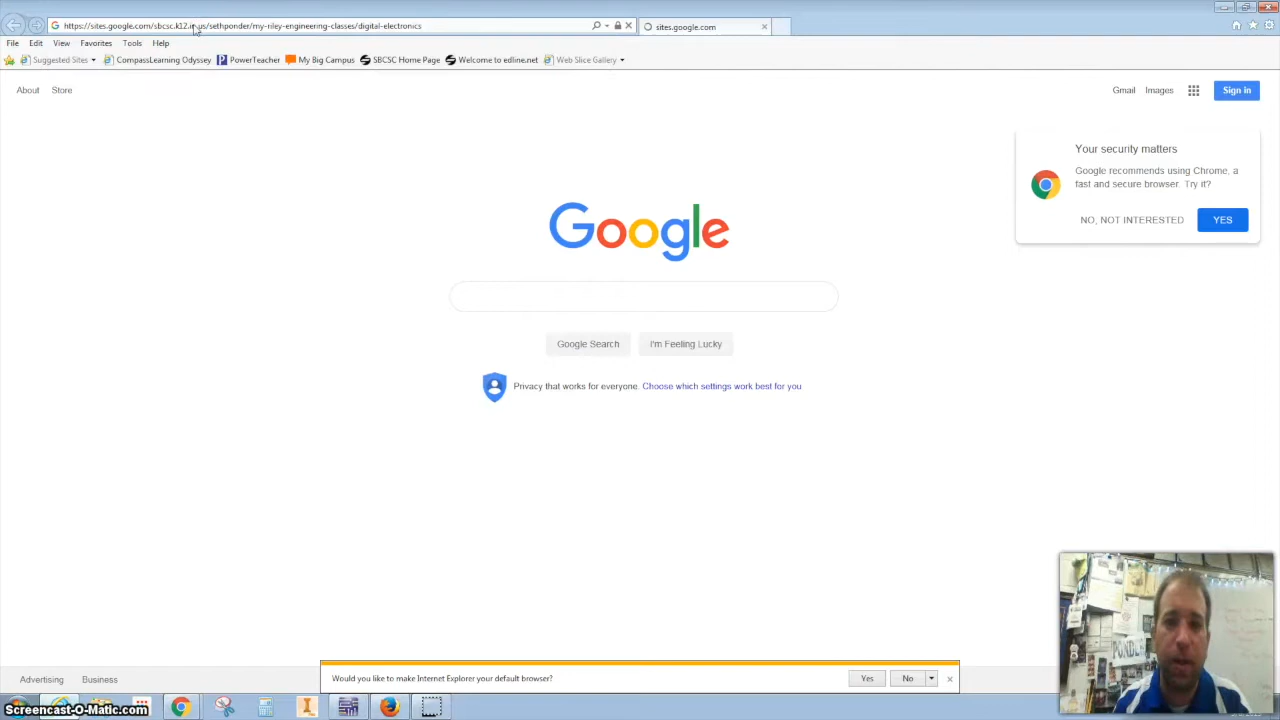 https://sites.google.com/sbcsc.k12.in.us/sethponder/my-riley-engineering-classes/digital-electronics
sites.google.com
File Edit View Favorites Tools Help
Suggested Sites CompassLearning Odyssey PowerTeacher My Big Campus SBCSC Home Page Welcome to edline.net Web Slice Gallery
About Store Gmail Images Sign in
Your security matters
Google recommends using Chrome, a
fast and secure browser. Try it?
NO, NOT INTERESTED YES
Google
Google Search I'm Feeling Lucky
Privacy that works for everyone. Choose which settings work best for you
Advertising Business
Would you like to make Internet Explorer your default browser? Yes No
Screencast-O-Matic.com